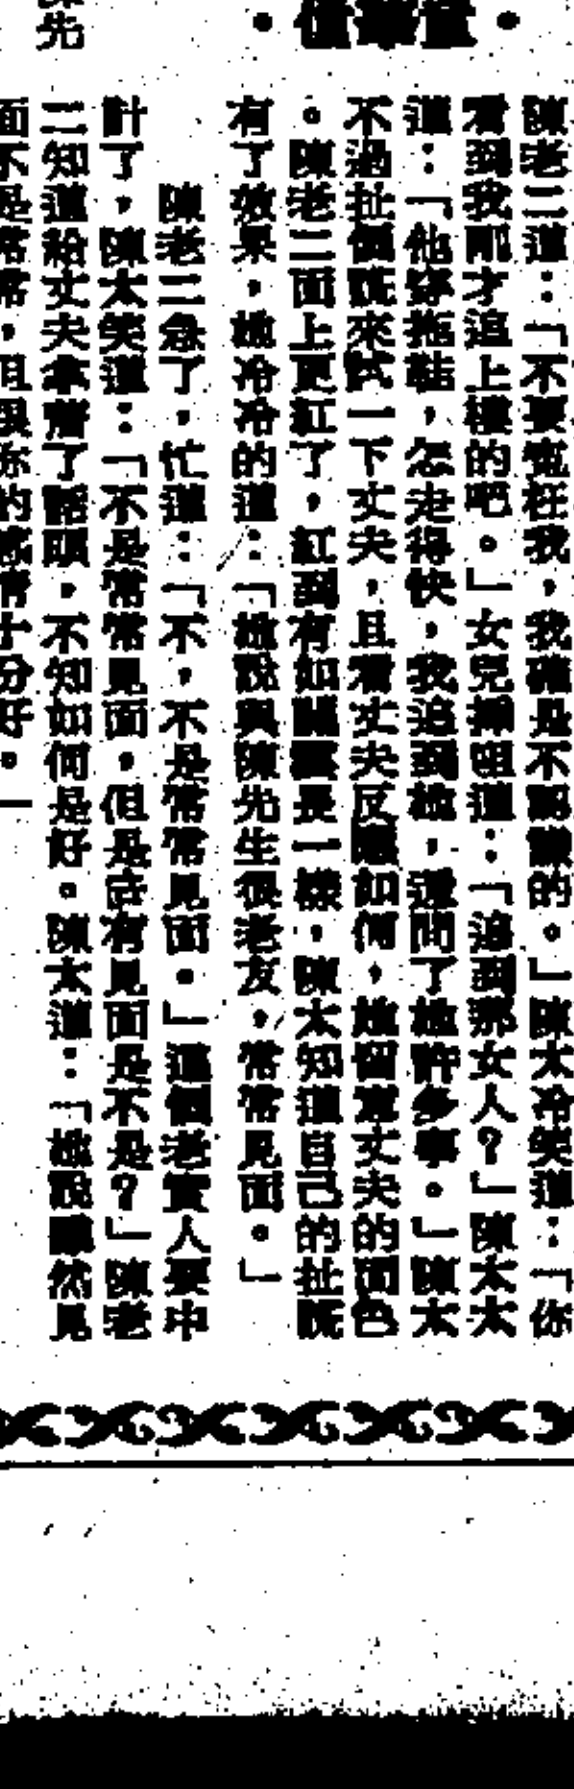 陳老二道：「不要冤枉我，我確是不認識的。」陳太冷笑道：「你
看到我剛才追上樓的吧。」女兒插咀道：「追到那女人？」陳太太
道：「他穿拖鞋，怎走得快，我追到她，還問了她許多事。」陳太
不過扯個謊來試一下丈夫，且看丈夫反應如何，她留意丈夫的面色
。陳老二面上更紅了，紅到有如關雲長一樣，陳太知道自己的扯謊
有了效果，她冷冷的道：「她說與陳先生很老友，常常見面。」
陳老二急了，忙道：「不，不是常常見面。」這個老實人要中
計了，陳太笑道：「不是常常見面，但是吉有見面是不是？」陳老
二知道給丈夫拿着了話頭，不知如何是好。陳太道：「她說雖然見
面不是常常，但跟你的感情十分好。」
先